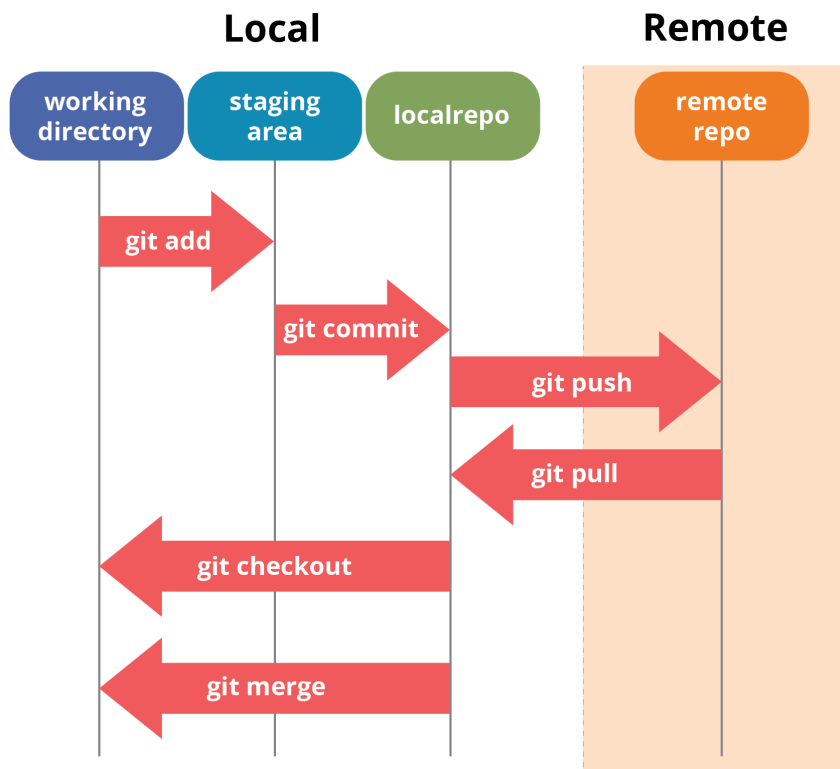 Local
Remote
working
directory
staging
area
localrepo
remote
repo
git add
git commit
git push
git pull
git checkout
git merge